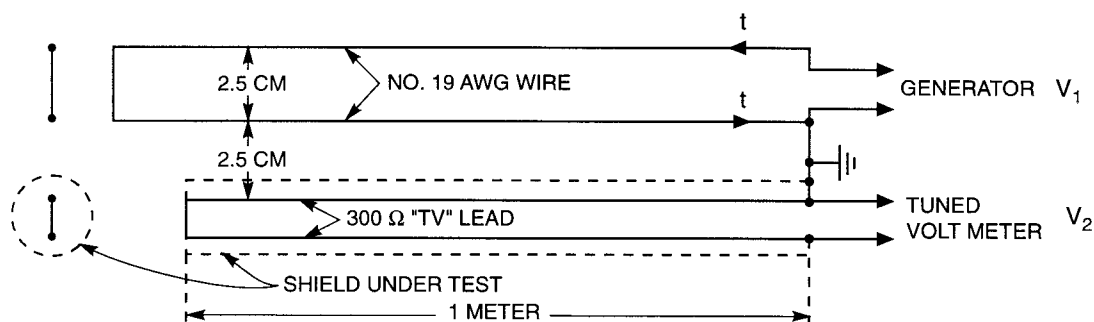 t
2.5 CM
NO. 19 AWG WIRE
GENERATOR V1
t
2.5 CM
300 Ω "TV" LEAD
TUNED
VOLT METER V2
SHIELD UNDER TEST
1 METER